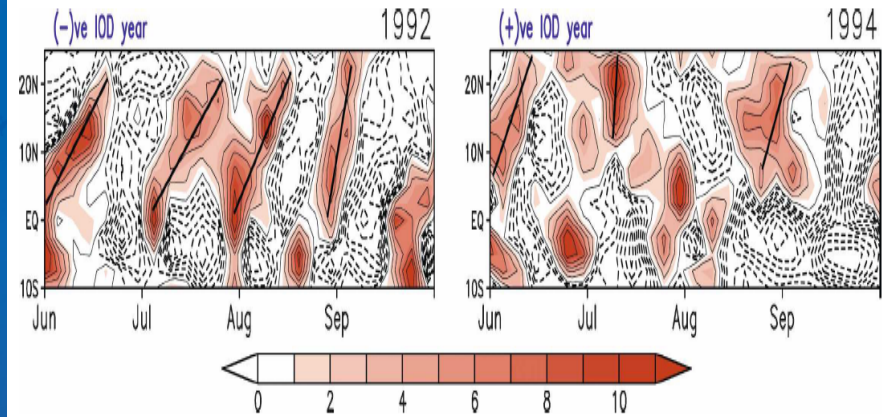 (-)ve IOD year 1992
(+)ve IOD year 1994
20N
10N
EQ
10S
Jun Jul Aug Sep
20N
10N
EQ
10S
Jun Jul Aug Sep
0 2 4 6 8 10